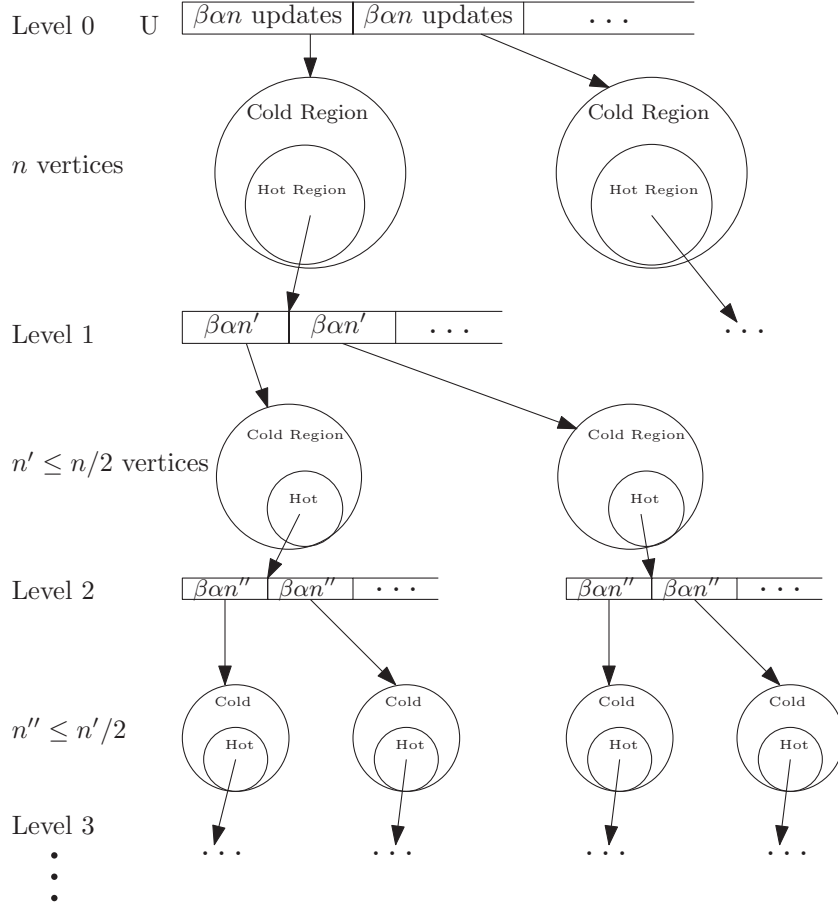 Level 0 U βαn updates βαn updates ...
Cold Region Cold Region
n vertices
Hot Region Hot Region
Level 1 βαn′ βαn′ ... ...
Cold Region Cold Region
n′ ≤ n/2 vertices
Hot Hot
Level 2 βαn″ βαn″ ... βαn″ βαn″ ...
Cold Cold Cold Cold
n″ ≤ n′/2
Hot Hot Hot Hot
Level 3
... ... ... ...